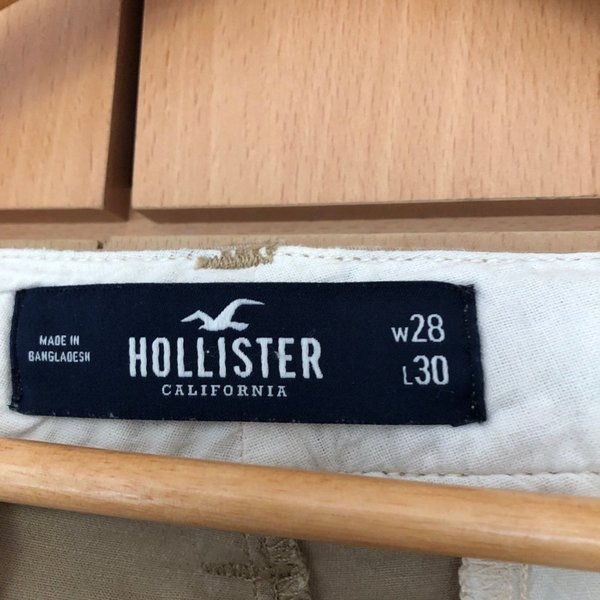 MADE IN
BANGLADESH
HOLLISTER
CALIFORNIA
W28
L30